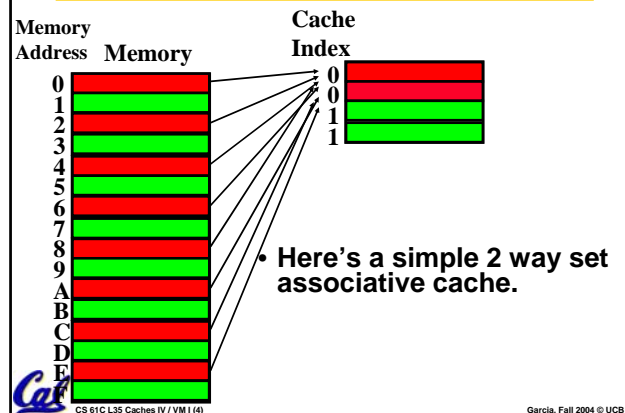 Memory
Address
Memory
0
1
2
3
4
5
6
7
8
9
A
B
C
D
E
F
Cache
Index
0
0
1
1
• Here's a simple 2 way set
associative cache.
Cal
CS 61C L35 Caches IV / VM I (4)
Garcia, Fall 2004 © UCB